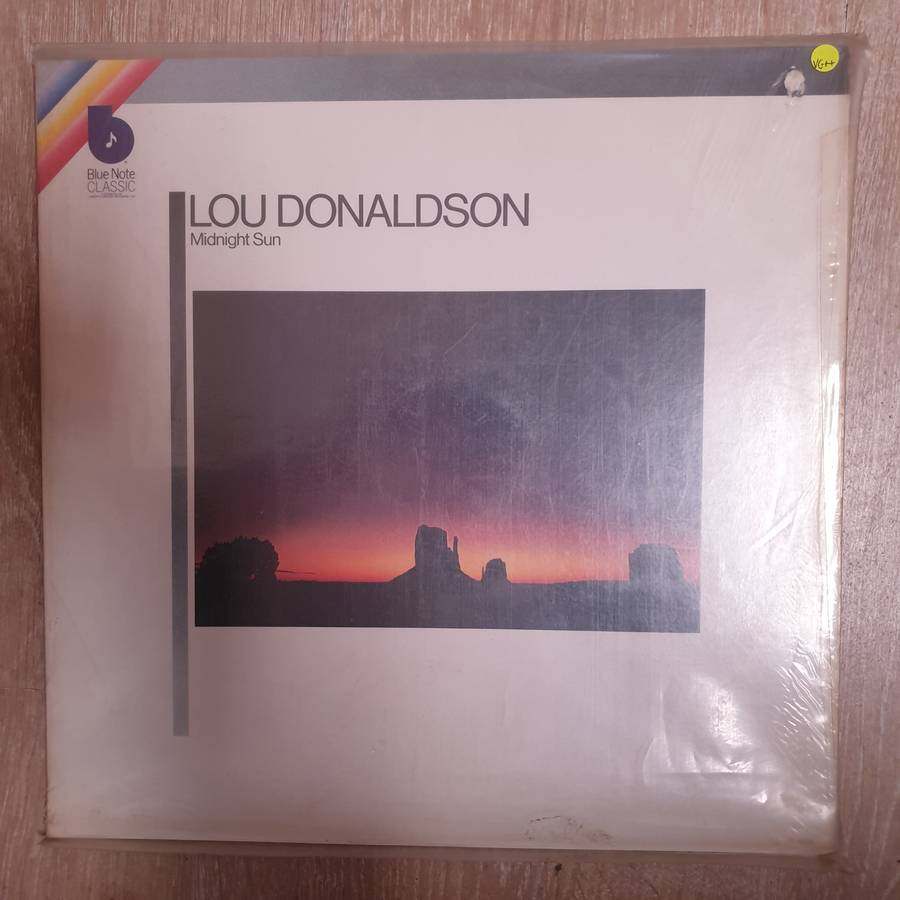 VG++
Blue Note
CLASSIC
LOU DONALDSON
Midnight Sun